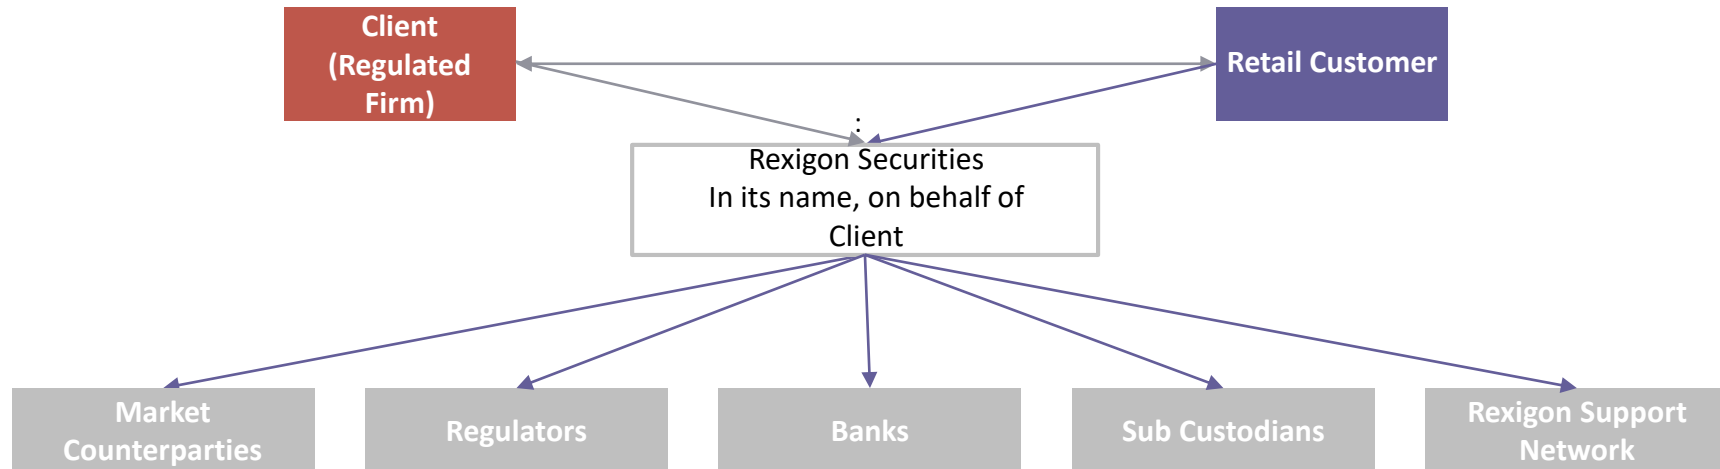 Client
(Regulated
Firm)
Retail Customer
:
Rexigon Securities
In its name, on behalf of
Client
Market
Counterparties
Regulators
Banks
Sub Custodians
Rexigon Support
Network